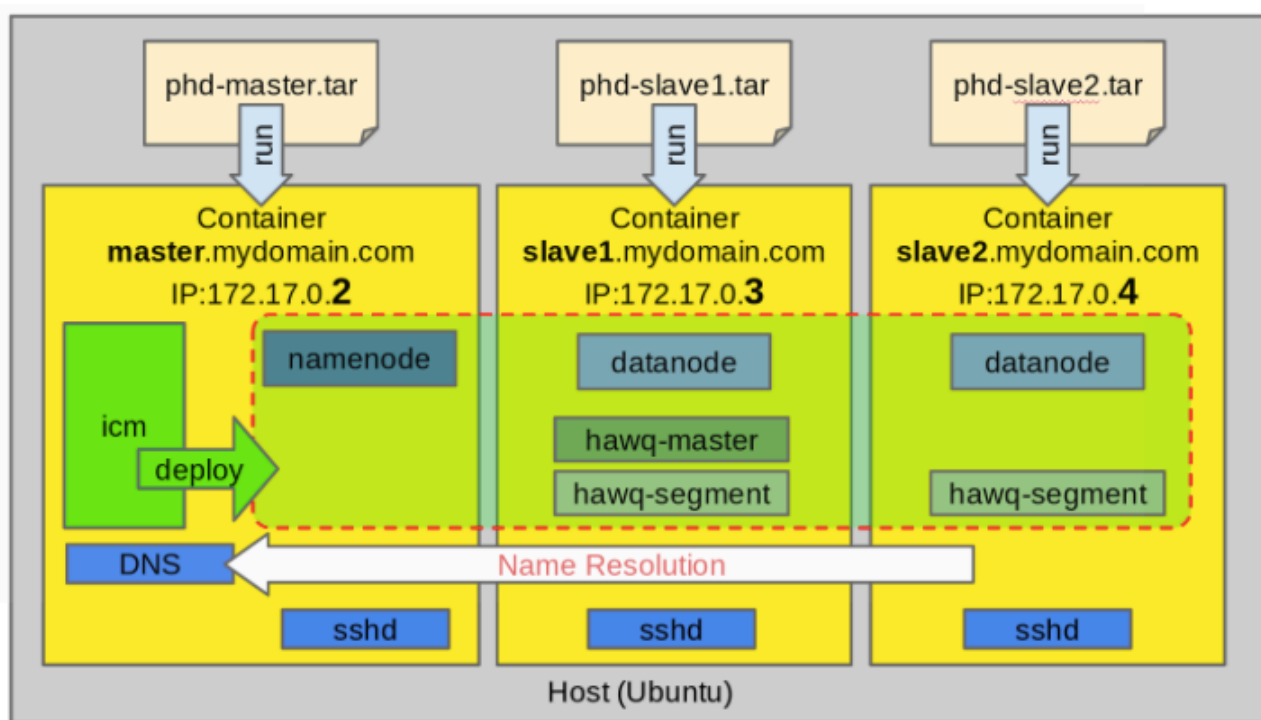 phd-master.tar
phd-slave1.tar
phd-slave2.tar
run
run
run
Container
master.mydomain.com
IP:172.17.0.2
Container
slave1.mydomain.com
IP:172.17.0.3
Container
slave2.mydomain.com
IP:172.17.0.4
namenode
datanode
datanode
icm
deploy
hawq-master
hawq-segment
hawq-segment
DNS
Name Resolution
sshd
sshd
sshd
Host (Ubuntu)